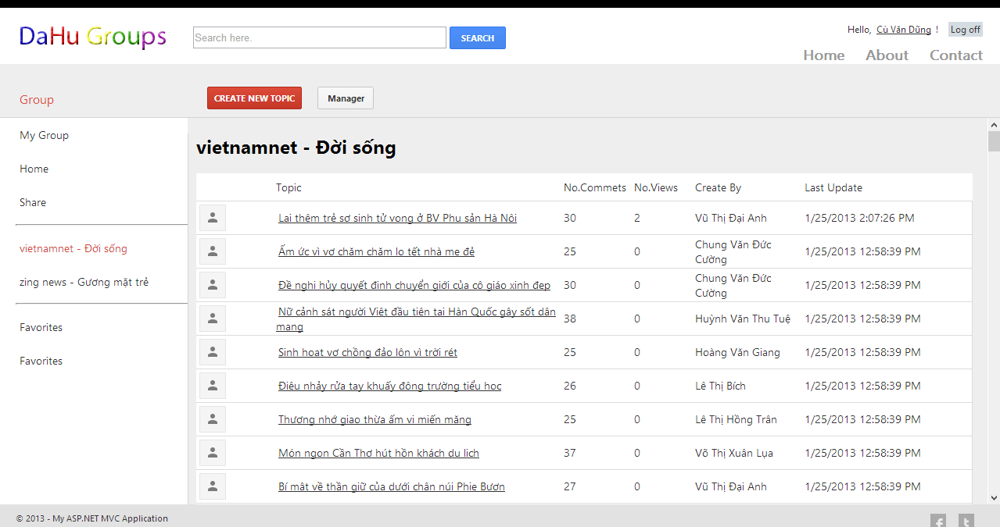 DaHu Groups
Search here.
SEARCH
Hello, Cù Văn Dũng ! Log off
Home About Contact
Group
CREATE NEW TOPIC
Manager
My Group
Home
Share
vietnamnet - Đời sống
zing news - Gương mặt trẻ
Favorites
Favorites
vietnamnet - Đời sống
Topic No.Commets No.Views Create By Last Update
Lại thêm trẻ sơ sinh tử vong ở BV Phụ sản Hà Nội 30 2 Vũ Thị Đại Anh 1/25/2013 2:07:26 PM
Ấm ức vì vợ chăm chăm lo tết nhà mẹ đẻ 25 0 Chung Văn Đức Cường 1/25/2013 12:58:39 PM
Đề nghị hủy quyết định chuyển giới của cô giáo xinh đẹp 30 0 Chung Văn Đức Cường 1/25/2013 12:58:39 PM
Nữ cảnh sát người Việt đầu tiên tại Hàn Quốc gây sốt dân mạng 38 0 Huỳnh Văn Thu Tuệ 1/25/2013 12:58:39 PM
Sinh hoạt vợ chồng đảo lộn vì trời rét 25 0 Hoàng Văn Giang 1/25/2013 12:58:39 PM
Điệu nhảy rửa tay khuấy động trường tiểu học 26 0 Lê Thị Bích 1/25/2013 12:58:39 PM
Thương nhớ giao thừa ấm vị miến măng 25 0 Lê Thị Hồng Trân 1/25/2013 12:58:39 PM
Món ngon Cần Thơ hút hồn khách du lịch 37 0 Võ Thị Xuân Lụa 1/25/2013 12:58:39 PM
Bí mật về thần giữ của dưới chân núi Phje Bươn 27 0 Vũ Thị Đại Anh 1/25/2013 12:58:39 PM
© 2013 - My ASP.NET MVC Application
f t